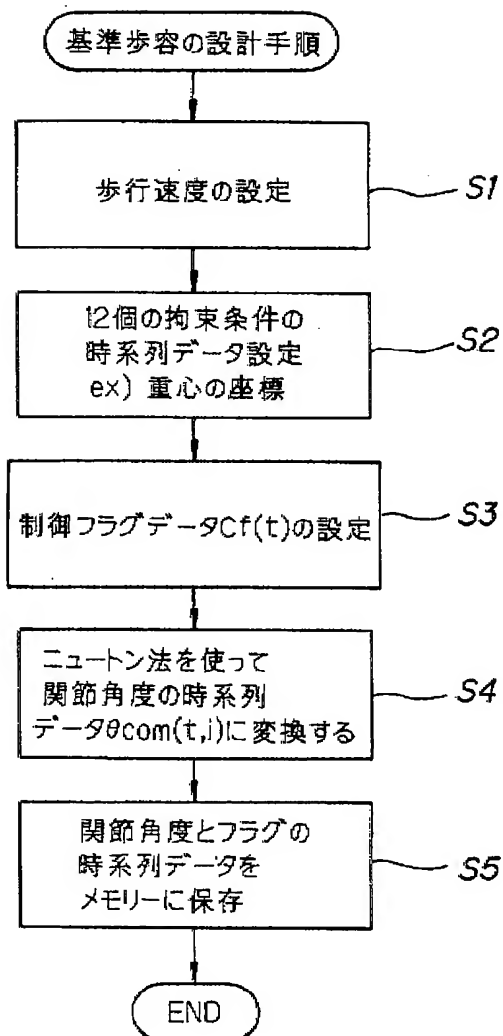 基準歩容の設計手順
歩行速度の設定
S1
12個の拘束条件の
時系列データ設定
ex) 重心の座標
S2
制御フラグデータCf(t)の設定
S3
ニュートン法を使って
関節角度の時系列
データθcom(t,i)に変換する
S4
関節角度とフラグの
時系列データを
メモリーに保存
S5
END